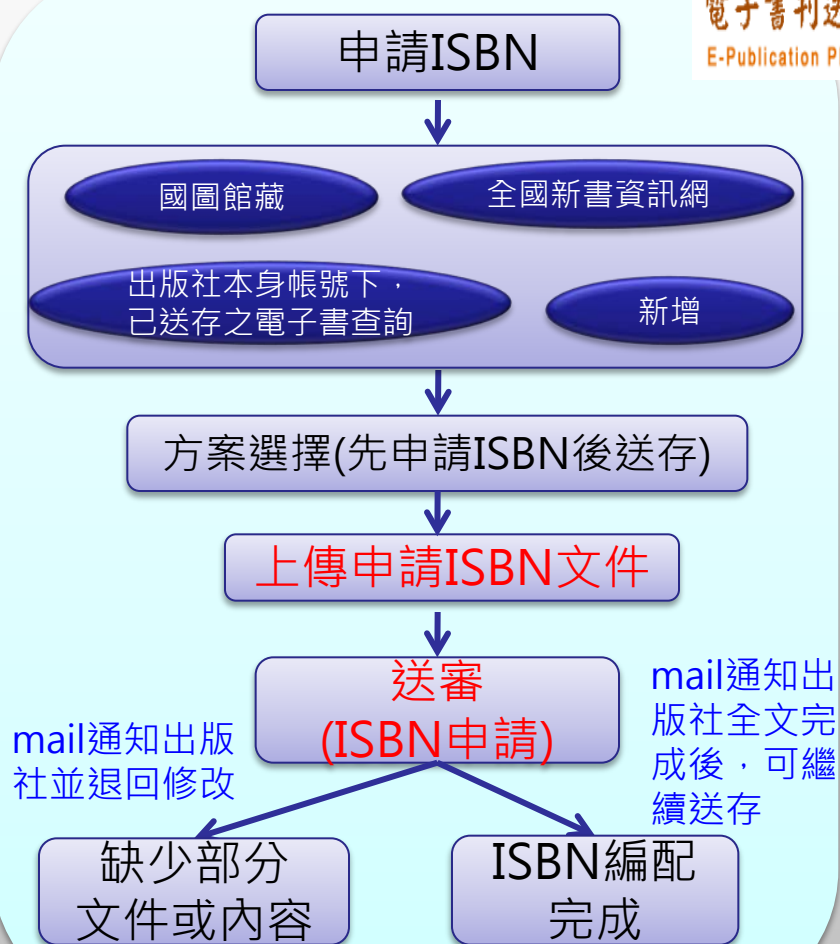 電子書刊送
E-Publication
申請ISBN
國圖館藏
全國新書資訊網
出版社本身帳號下，
已送存之電子書查詢
新增
方案選擇(先申請ISBN後送存)
上傳申請ISBN文件
送審
(ISBN申請)
mail通知出版
社並退回修改
mail通知出
版社全文完
成後，可繼
續送存
缺少部分
文件或內容
ISBN編配
完成